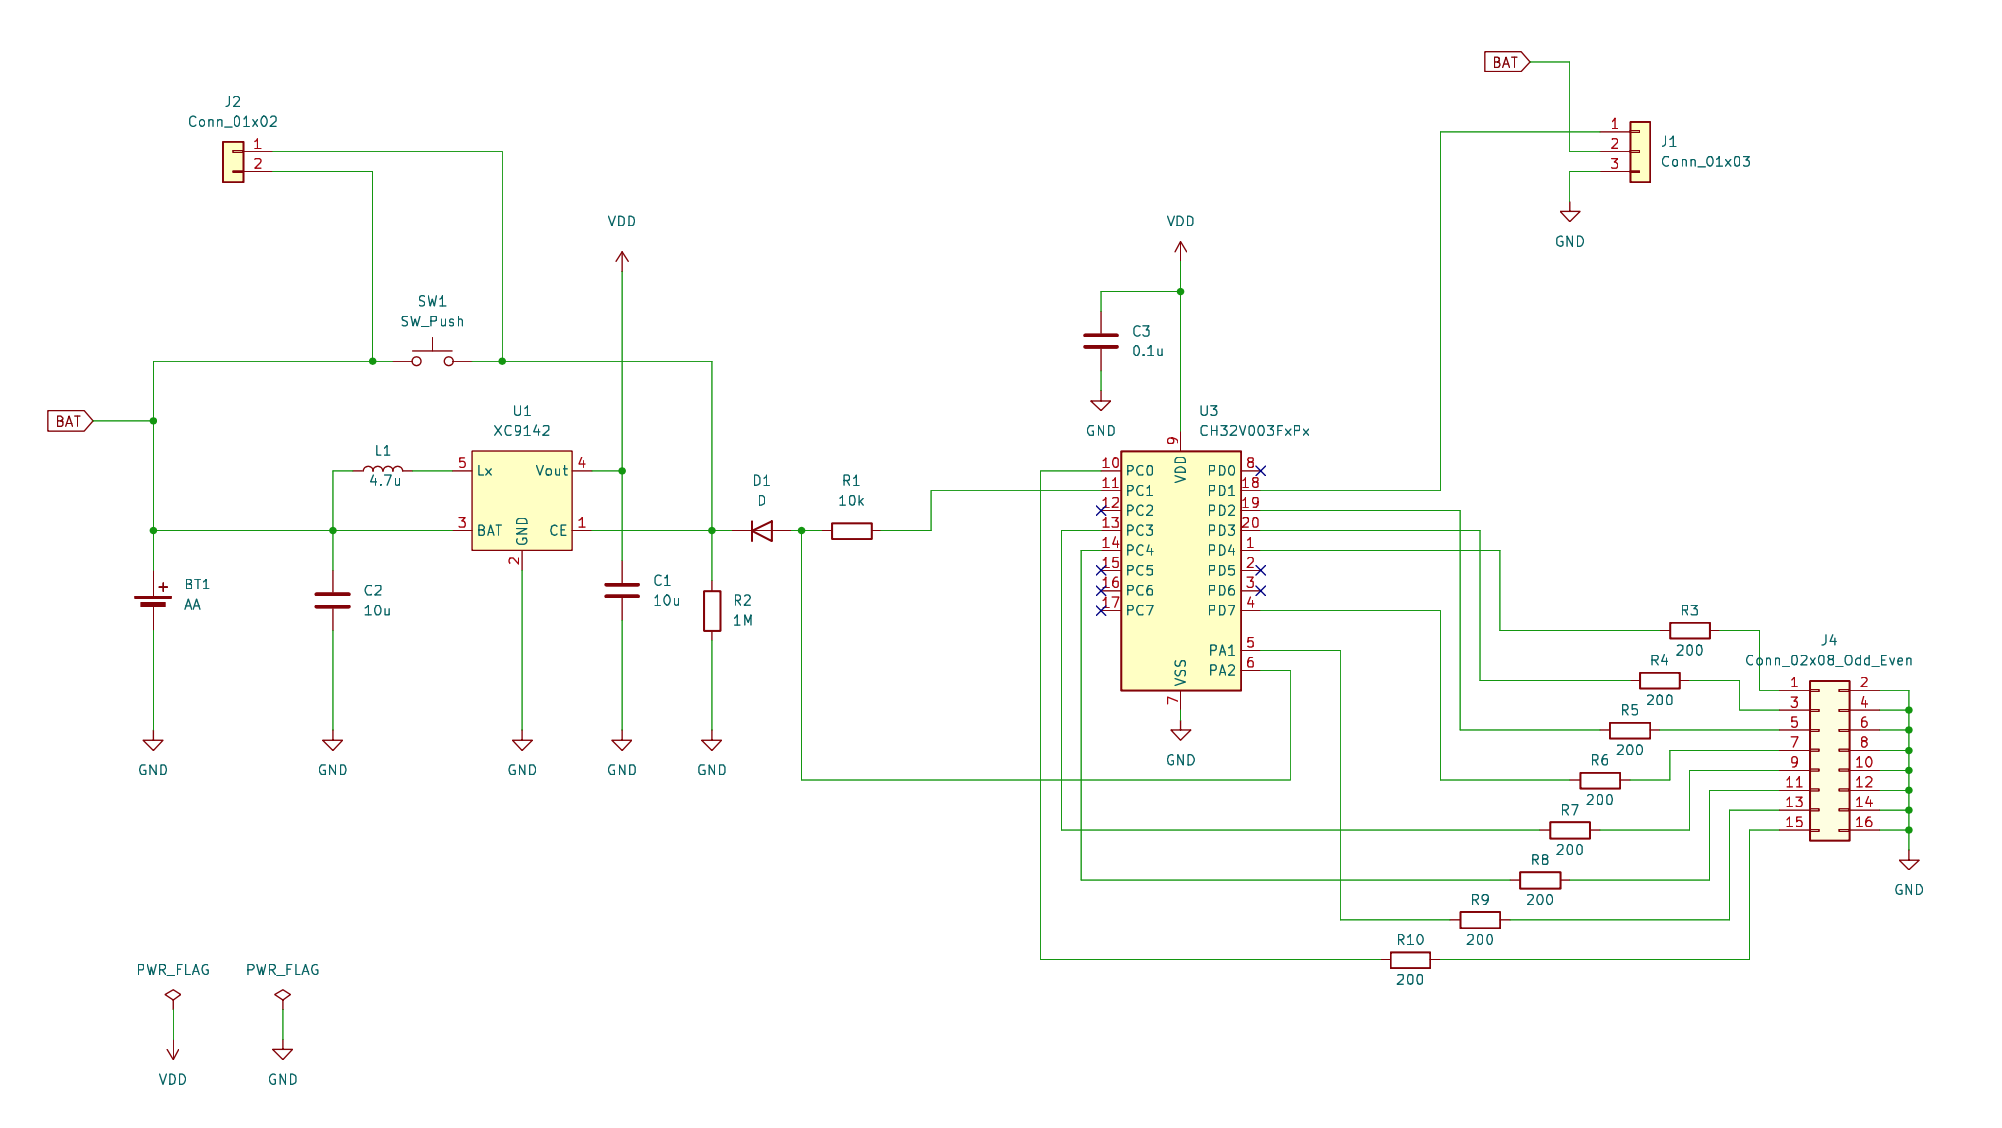 BAT
J2
Conn_01x02
1
2
1
2
3
J1
Conn_01x03
GND
VDD
VDD
SW1
SW_Push
C3
0.1u
GND
BAT
U1
XC9142
L1
4.7u
5
Lx
Vout
4
3
BAT
GND
CE
1
2
D1
D
R1
10k
BT1
AA
C2
10u
C1
10u
R2
1M
GND
GND
GND
GND
GND
U3
CH32V003FxPx
9
VDD
10 PC0
PD0 8
11 PC1
PD1 18
12 PC2
PD2 19
13 PC3
PD3 20
14 PC4
PD4 1
15 PC5
PD5 2
16 PC6
PD6 3
17 PC7
PD7 4
PA1 5
PA2 6
VSS
7
GND
R3
200
R4
200
R5
200
R6
200
R7
200
R8
200
R9
200
R10
200
J4
Conn_02x08_Odd_Even
1 2
3 4
5 6
7 8
9 10
11 12
13 14
15 16
GND
PWR_FLAG
PWR_FLAG
VDD
GND